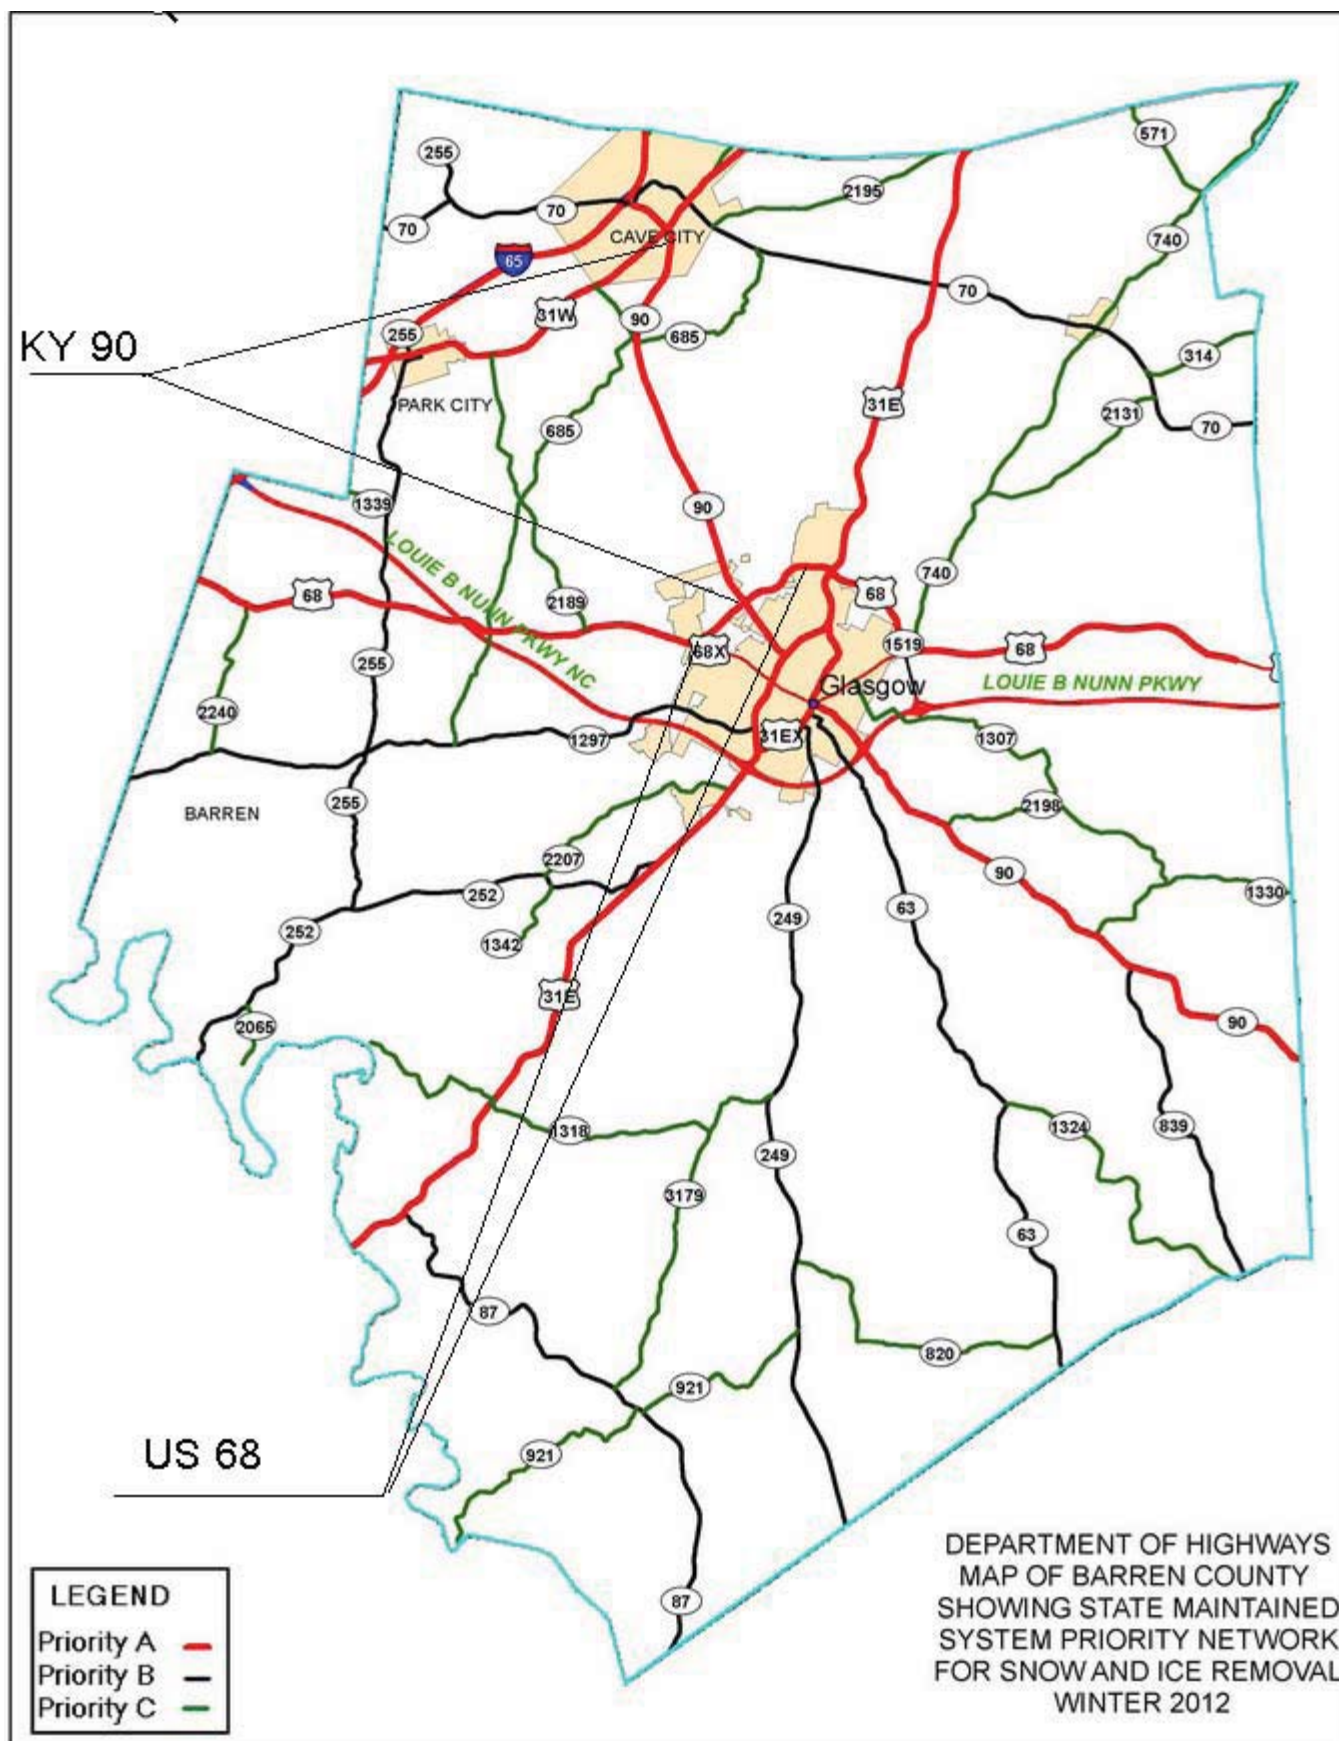 571
255
2195
70
70
740
CAVE CITY
65
70
31W
90
255
685
KY 90
314
31E
PARK CITY
2131
70
685
1339
90
LOUIE B NUNN PKWY NC
740
68
68
2189
1519
68
68X
255
Glasgow
LOUIE B NUNN PKWY
2240
31EX
1297
1307
255
2198
BARREN
2207
90
252
1330
63
249
252
1342
31E
90
2065
1318
1324
839
249
3179
63
87
820
921
US 68
921
DEPARTMENT OF HIGHWAYS
MAP OF BARREN COUNTY
SHOWING STATE MAINTAINED
SYSTEM PRIORITY NETWORK
FOR SNOW AND ICE REMOVAL
WINTER 2012
87
LEGEND
Priority A
Priority B
Priority C